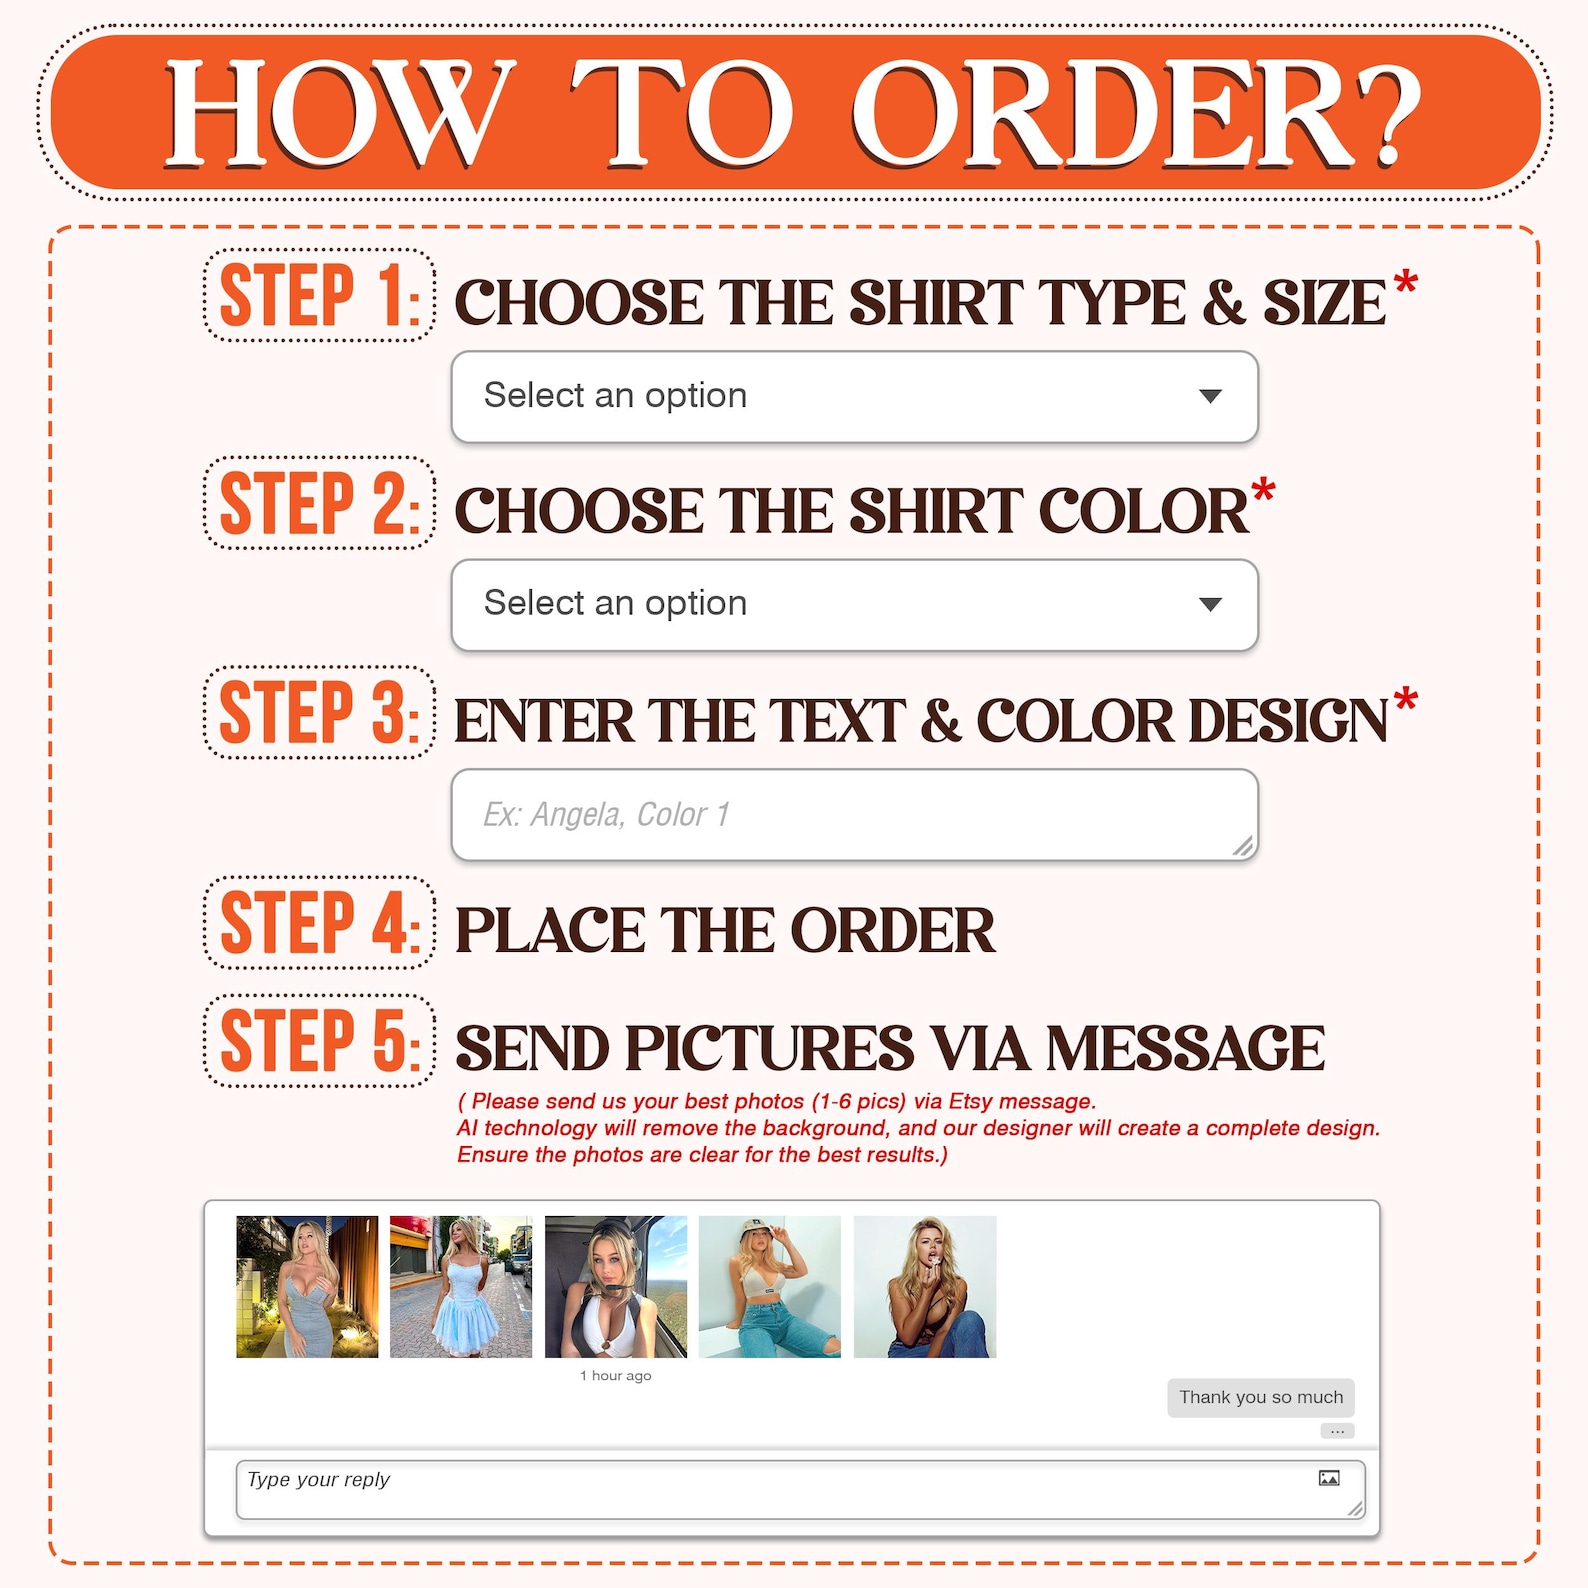 HOW TO ORDER?
STEP 1: CHOOSE THE SHIRT TYPE & SIZE*
Select an option
STEP 2: CHOOSE THE SHIRT COLOR*
Select an option
STEP 3: ENTER THE TEXT & COLOR DESIGN*
Ex: Angela, Color 1
STEP 4: PLACE THE ORDER
STEP 5: SEND PICTURES VIA MESSAGE
( Please send us your best photos (1-6 pics) via Etsy message.
AI technology will remove the background, and our designer will create a complete design.
Ensure the photos are clear for the best results.)
1 hour ago
Thank you so much
...
Type your reply